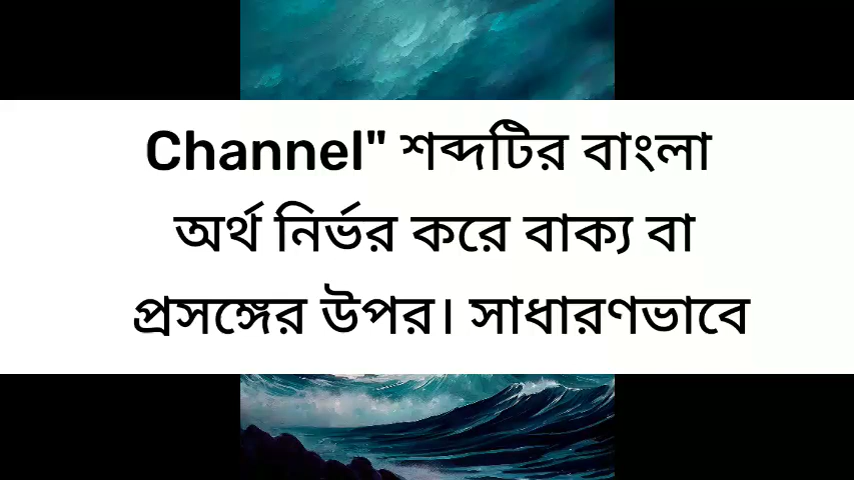 Channel" শব্দটির বাংলা
অর্থ নির্ভর করে বাক্য বা
প্রসঙ্গের উপর। সাধারণভাবে